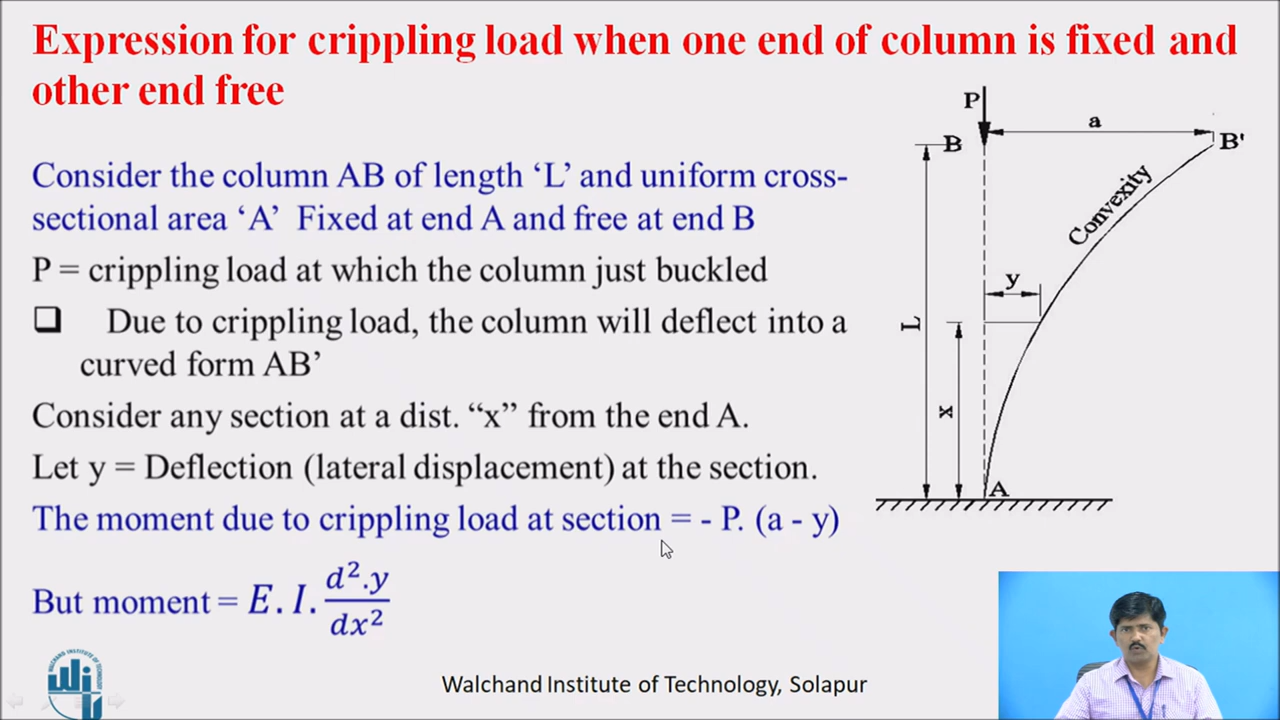 Expression for crippling load when one end of column is fixed and
other end free
Consider the column AB of length ‘L’ and uniform cross-
sectional area ‘A’ Fixed at end A and free at end B
P = crippling load at which the column just buckled
❑ Due to crippling load, the column will deflect into a
curved form AB’
Consider any section at a dist. “x” from the end A.
Let y = Deflection (lateral displacement) at the section.
The moment due to crippling load at section = - P. (a - y)
But moment = E.I. d².y/dx²
P
a
B
B'
Convexity
y
L
x
A
Walchand Institute of Technology, Solapur